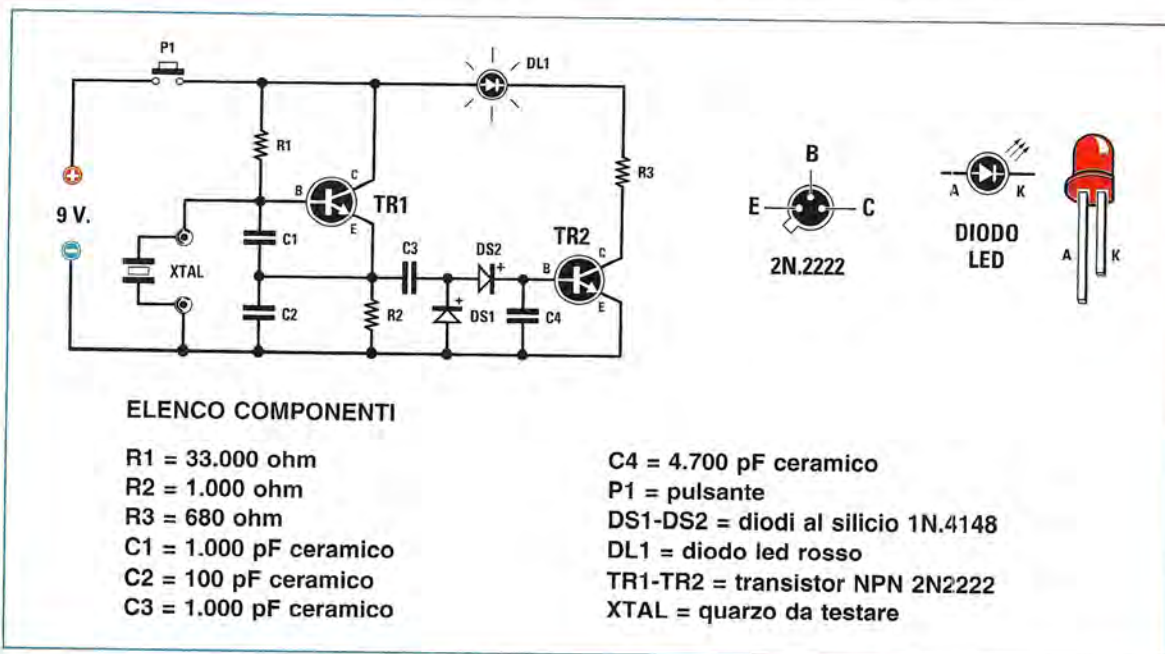 P1
DL1
R1
R3
B
C
TR1
E
9 V.
XTAL
C1
C3
DS2
+
TR2
B
C
E
C2
R2
+
DS1
C4
B
E
C
2N.2222
A
K
DIODO
LED
A
K
ELENCO COMPONENTI
R1 = 33.000 ohm
R2 = 1.000 ohm
R3 = 680 ohm
C1 = 1.000 pF ceramico
C2 = 100 pF ceramico
C3 = 1.000 pF ceramico
C4 = 4.700 pF ceramico
P1 = pulsante
DS1-DS2 = diodi al silicio 1N.4148
DL1 = diodo led rosso
TR1-TR2 = transistor NPN 2N2222
XTAL = quarzo da testare